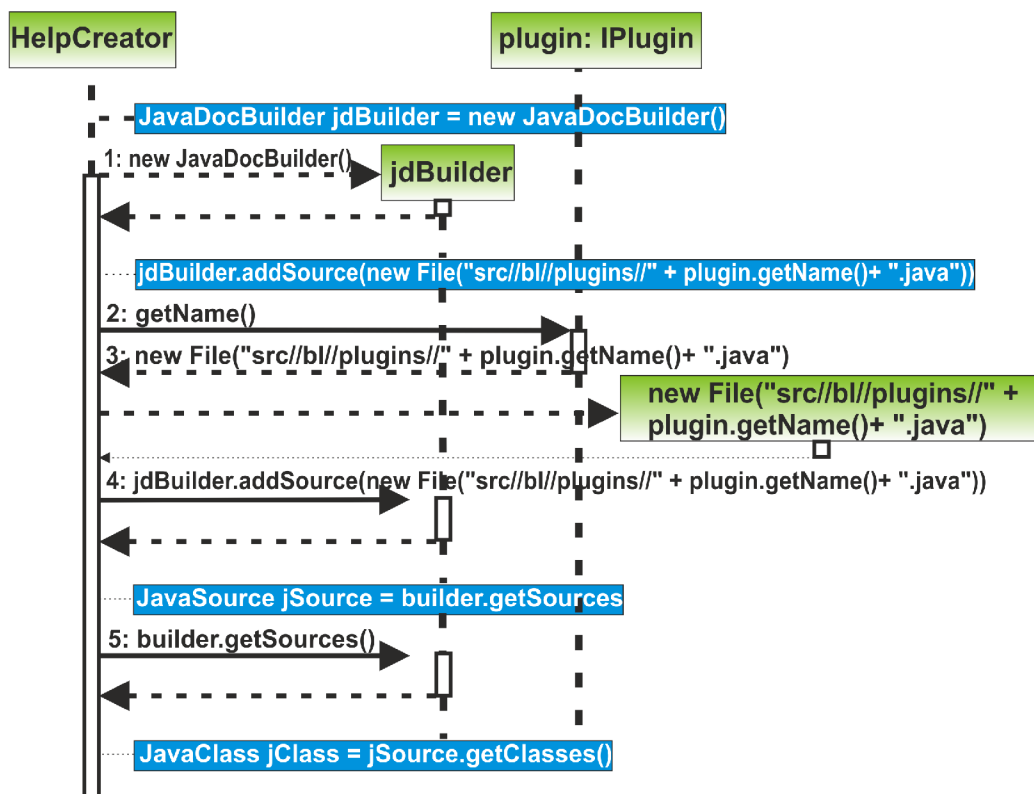 HelpCreator
plugin: IPlugin
JavaDocBuilder jdBuilder = new JavaDocBuilder()
1: new JavaDocBuilder()
jdBuilder
jdBuilder.addSource(new File("src//bl//plugins//" + plugin.getName()+ ".java"))
2: getName()
3: new File("src//bl//plugins//" + plugin.getName()+ ".java")
new File("src//bl//plugins//" +
plugin.getName()+ ".java")
4: jdBuilder.addSource(new File("src//bl//plugins//" + plugin.getName()+ ".java"))
JavaSource jSource = builder.getSources
5: builder.getSources()
JavaClass jClass = jSource.getClasses()